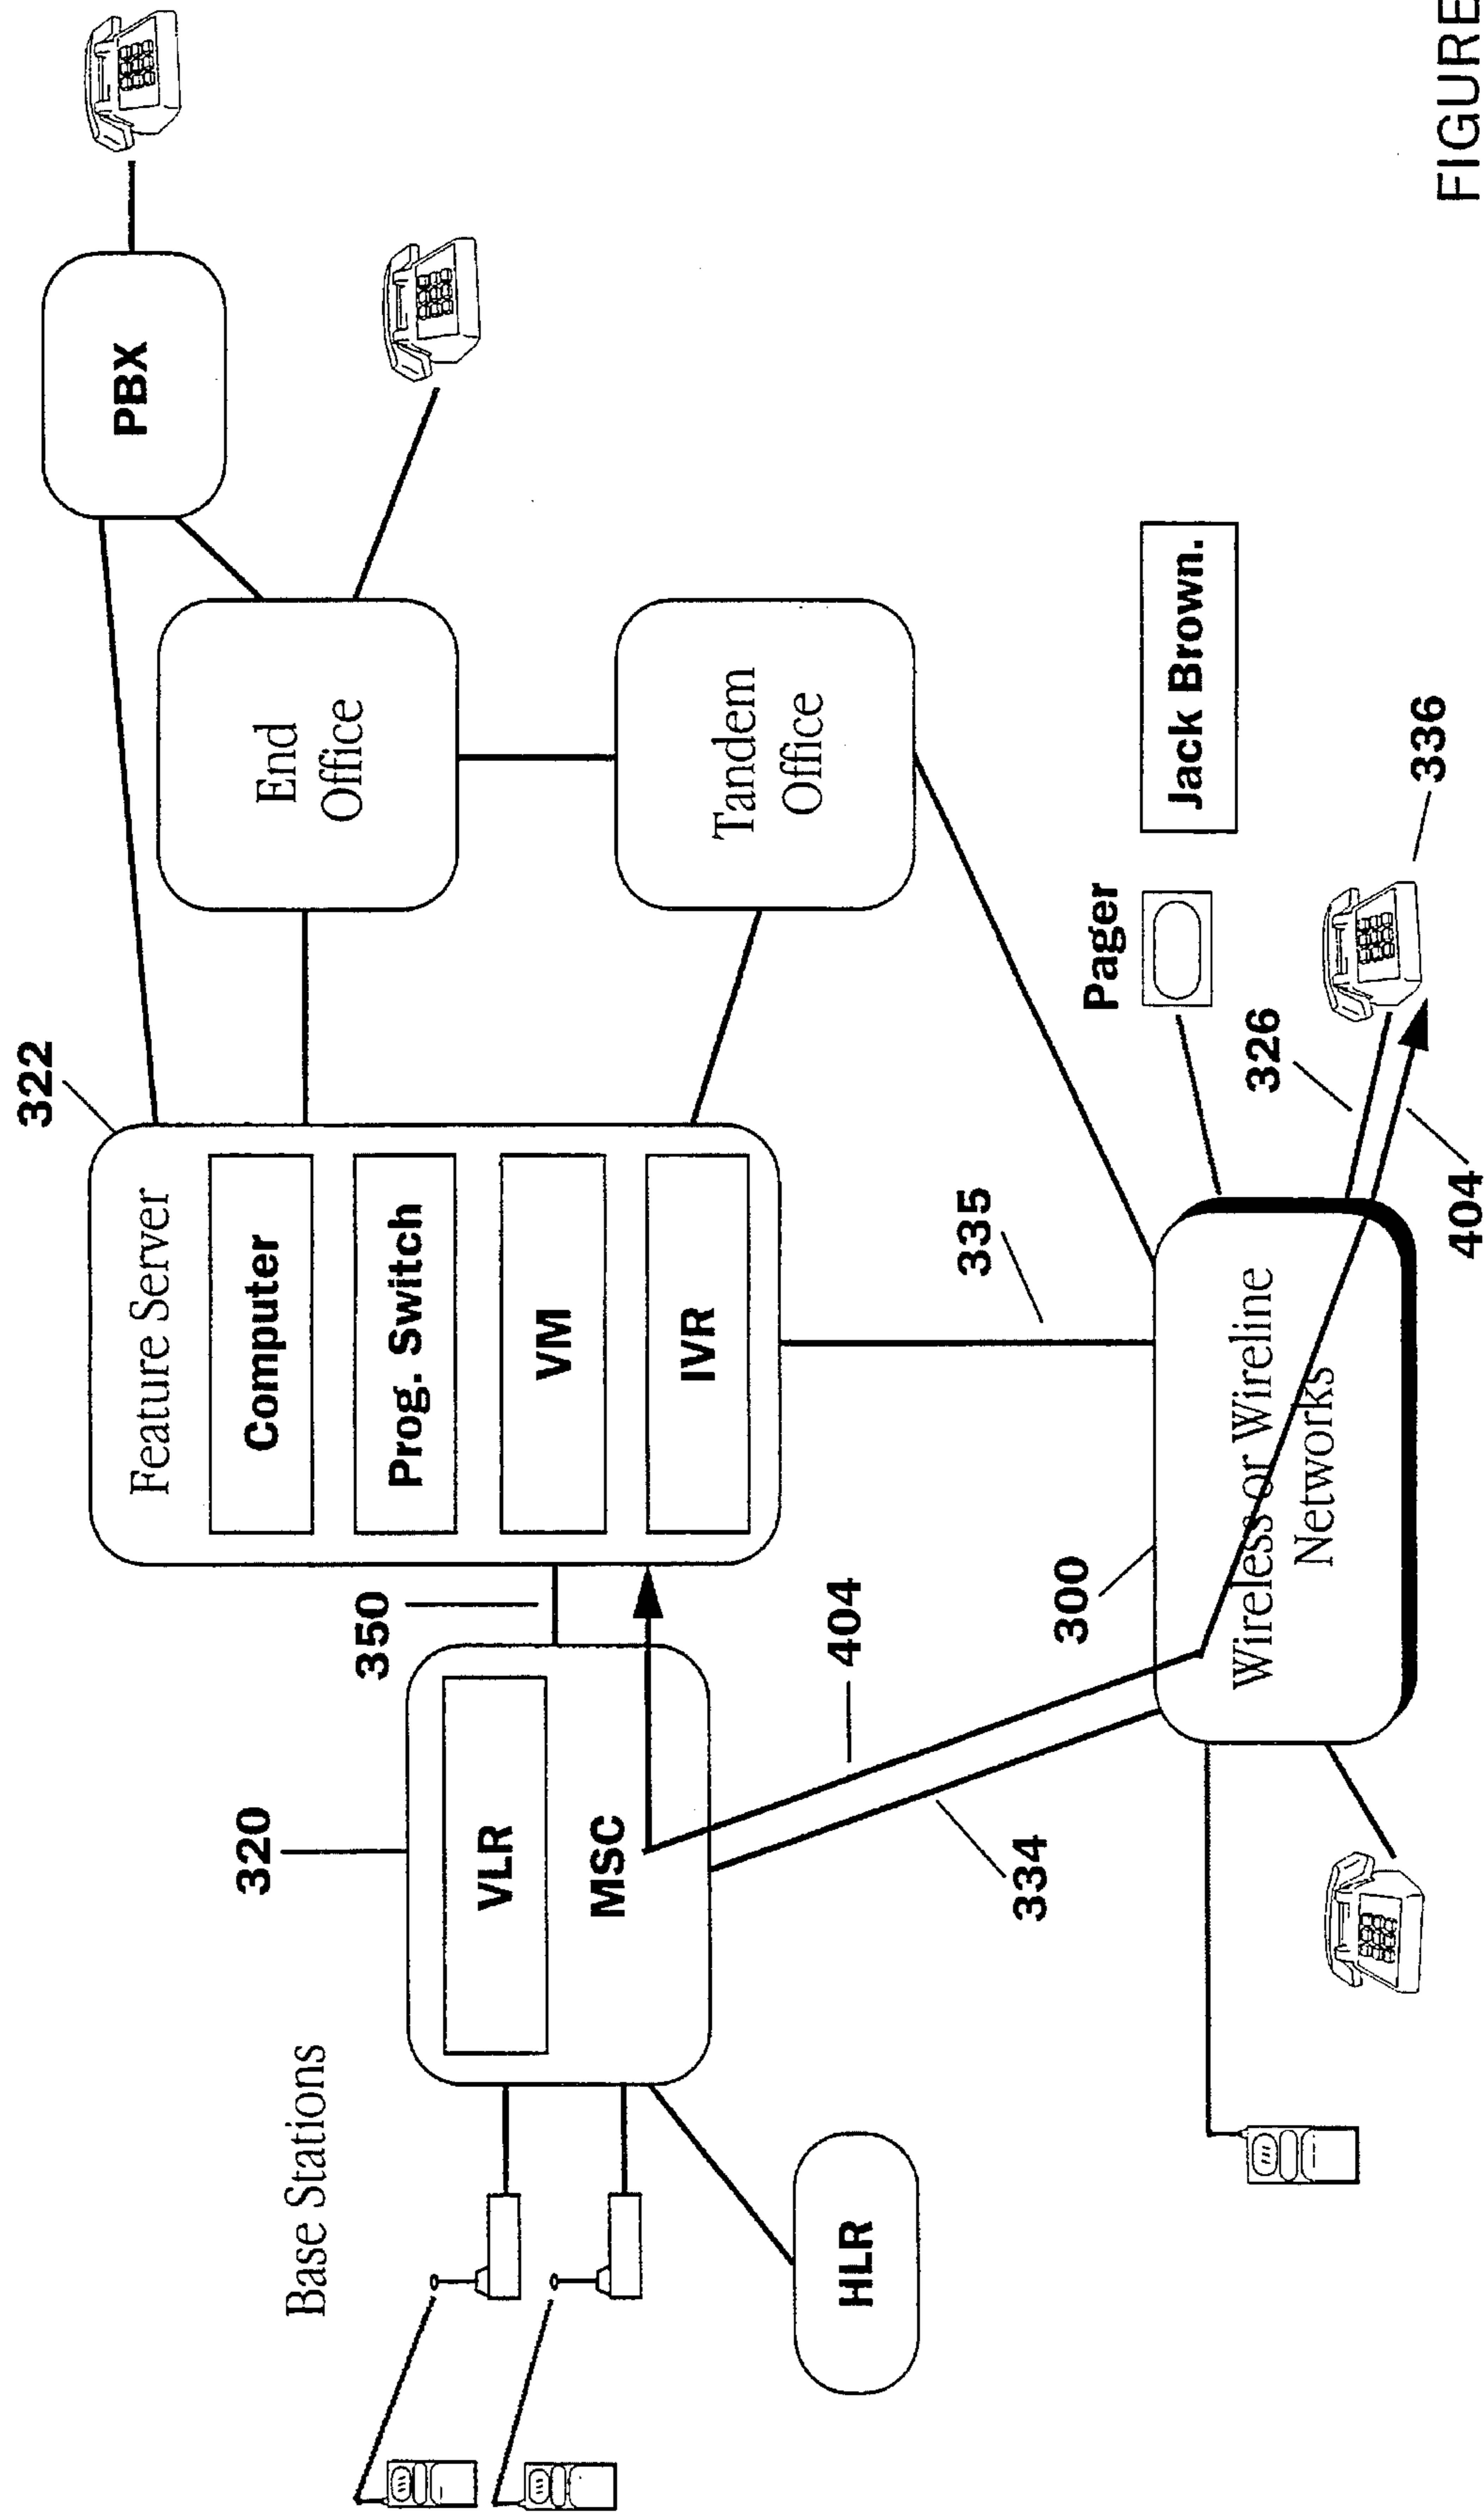 322
Feature Server
Computer
Prog. Switch
VM
IVR
PBX
End
Office
Tandem
Office
320
VLR
MSC
350
Base Stations
HLR
404
334
335
300
Wireless or Wireline
Networks
Pager
Jack Brown.
326
404
336
FIGURE